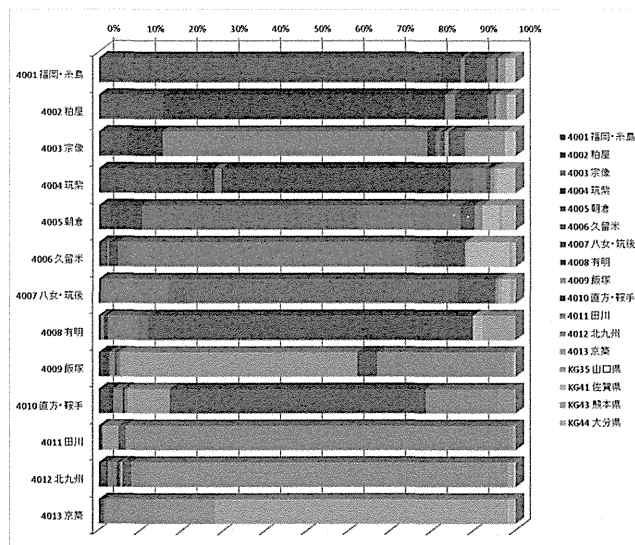 0% 10% 20% 30% 40% 50% 60% 70% 80% 90% 100%
4001 福岡・糸島
4002 粕屋
4003 宗像
4004 筑紫
4005 朝倉
4006 久留米
4007 八女・筑後
4008 有明
4009 飯塚
4010 直方・鞍手
4011 田川
4012 北九州
4013 京築
4001 福岡・糸島
4002 粕屋
4003 宗像
4004 筑紫
4005 朝倉
4006 久留米
4007 八女・筑後
4008 有明
4009 飯塚
4010 直方・鞍手
4011 田川
4012 北九州
4013 京築
KG35 山口県
KG41 佐賀県
KG43 熊本県
KG44 大分県